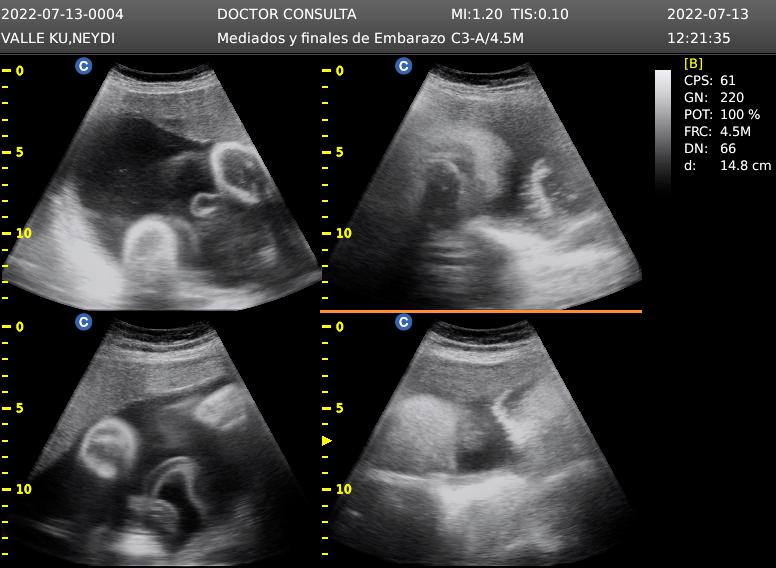 2022-07-13-0004 DOCTOR CONSULTA MI:1.20 TIS:0.10 2022-07-13
VALLE KU,NEYDI Mediados y finales de Embarazo C3-A/4.5M 12:21:35
C C
0 0
5 5
10 10
[B]
CPS: 61
GN: 220
POT: 100 %
FRC: 4.5M
DN: 66
d: 14.8 cm
C C
0 0
5 5
10 10